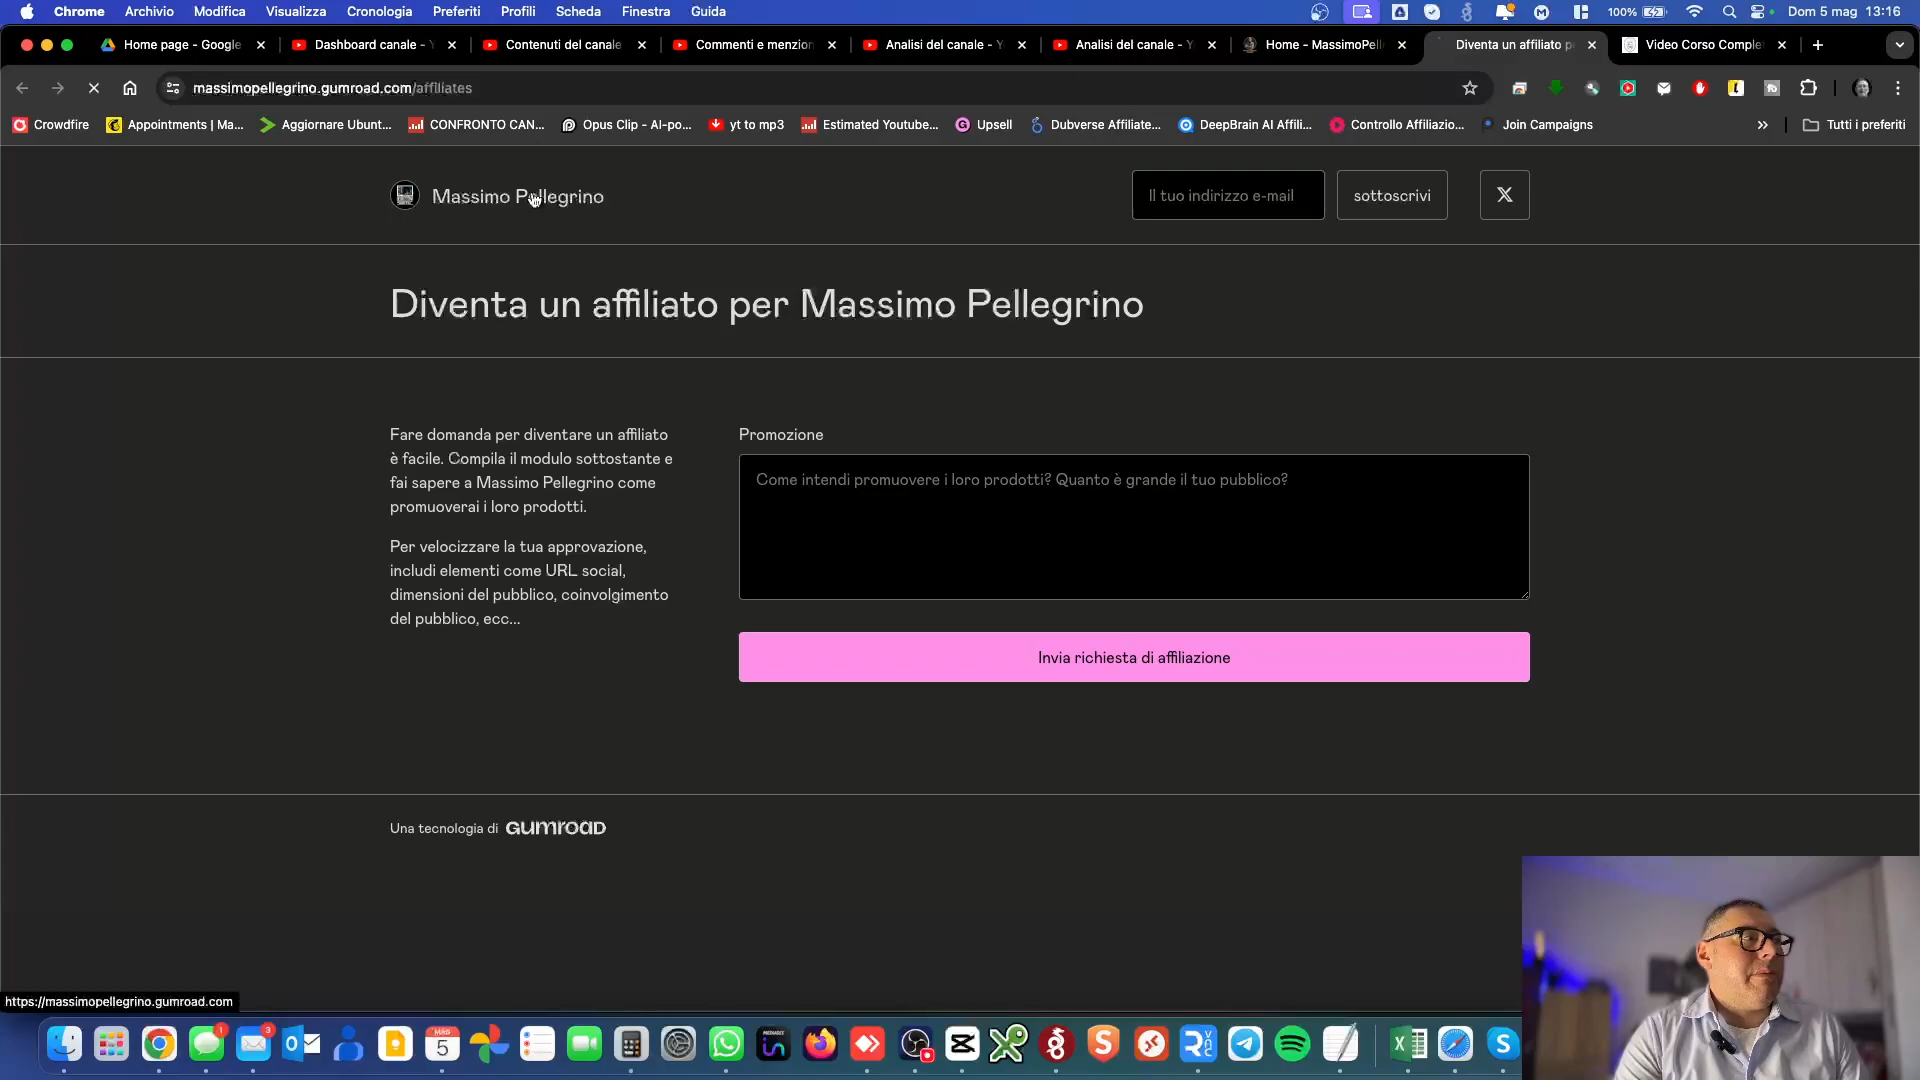 Chrome Archivio Modifica Visualizza Cronologia Preferiti Profili Scheda Finestra Guida 100% Dom 5 mag 13:16
Home page - Google Dashboard canale - Y Contenuti del canale Commenti e menzion Analisi del canale - Y Analisi del canale - Y Home - MassimoPell Diventa un affiliato p Video Corso Comple
massimopellegrino.gumroad.com/affiliates
Crowdfire Appointments | Ma... Aggiornare Ubunt... CONFRONTO CAN... Opus Clip - AI-po... yt to mp3 Estimated Youtube... Upsell Dubverse Affiliate... DeepBrain AI Affili... Controllo Affiliazio... Join Campaigns Tutti i preferiti
Massimo Pellegrino Il tuo indirizzo e-mail sottoscrivi
Diventa un affiliato per Massimo Pellegrino
Fare domanda per diventare un affiliato
è facile. Compila il modulo sottostante e
fai sapere a Massimo Pellegrino come
promuoverai i loro prodotti.
Per velocizzare la tua approvazione,
includi elementi come URL social,
dimensioni del pubblico, coinvolgimento
del pubblico, ecc...
Promozione
Come intendi promuovere i loro prodotti? Quanto è grande il tuo pubblico?
Invia richiesta di affiliazione
Una tecnologia di GUMROAD
https://massimopellegrino.gumroad.com
1 3 MAG 5